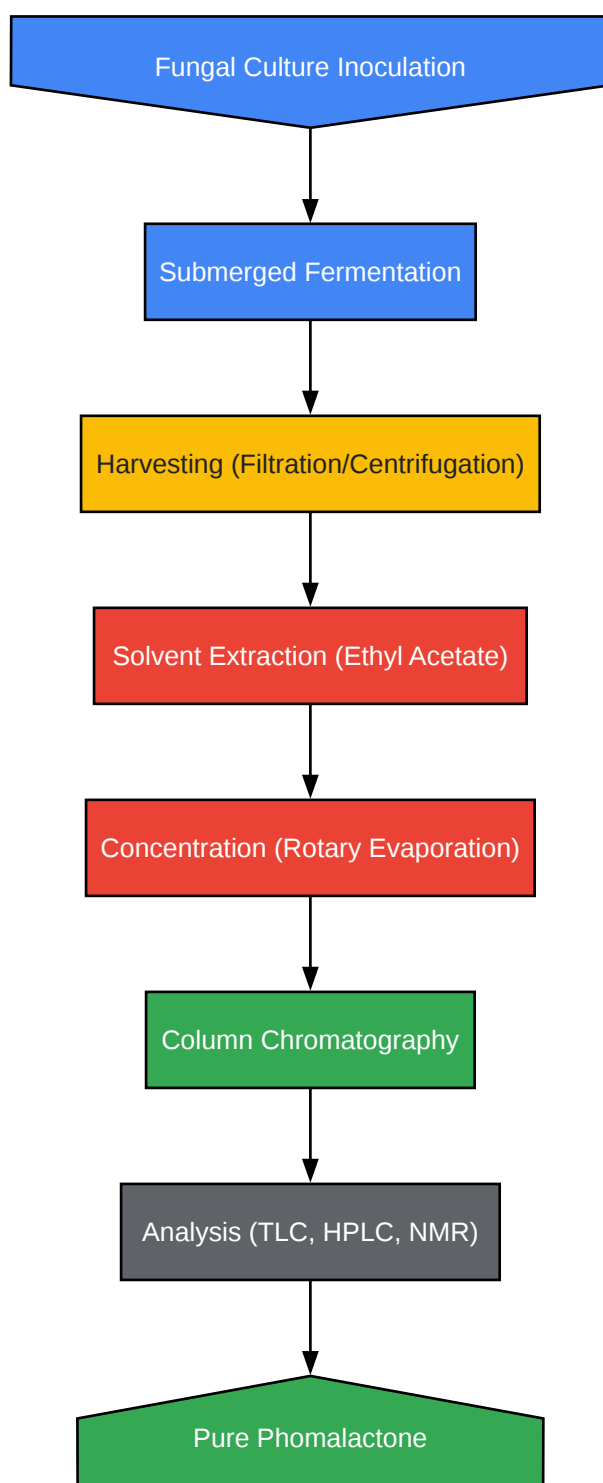 Fungal Culture Inoculation
Submerged Fermentation
Harvesting (Filtration/Centrifugation)
Solvent Extraction (Ethyl Acetate)
Concentration (Rotary Evaporation)
Column Chromatography
Analysis (TLC, HPLC, NMR)
Pure Phomalactone